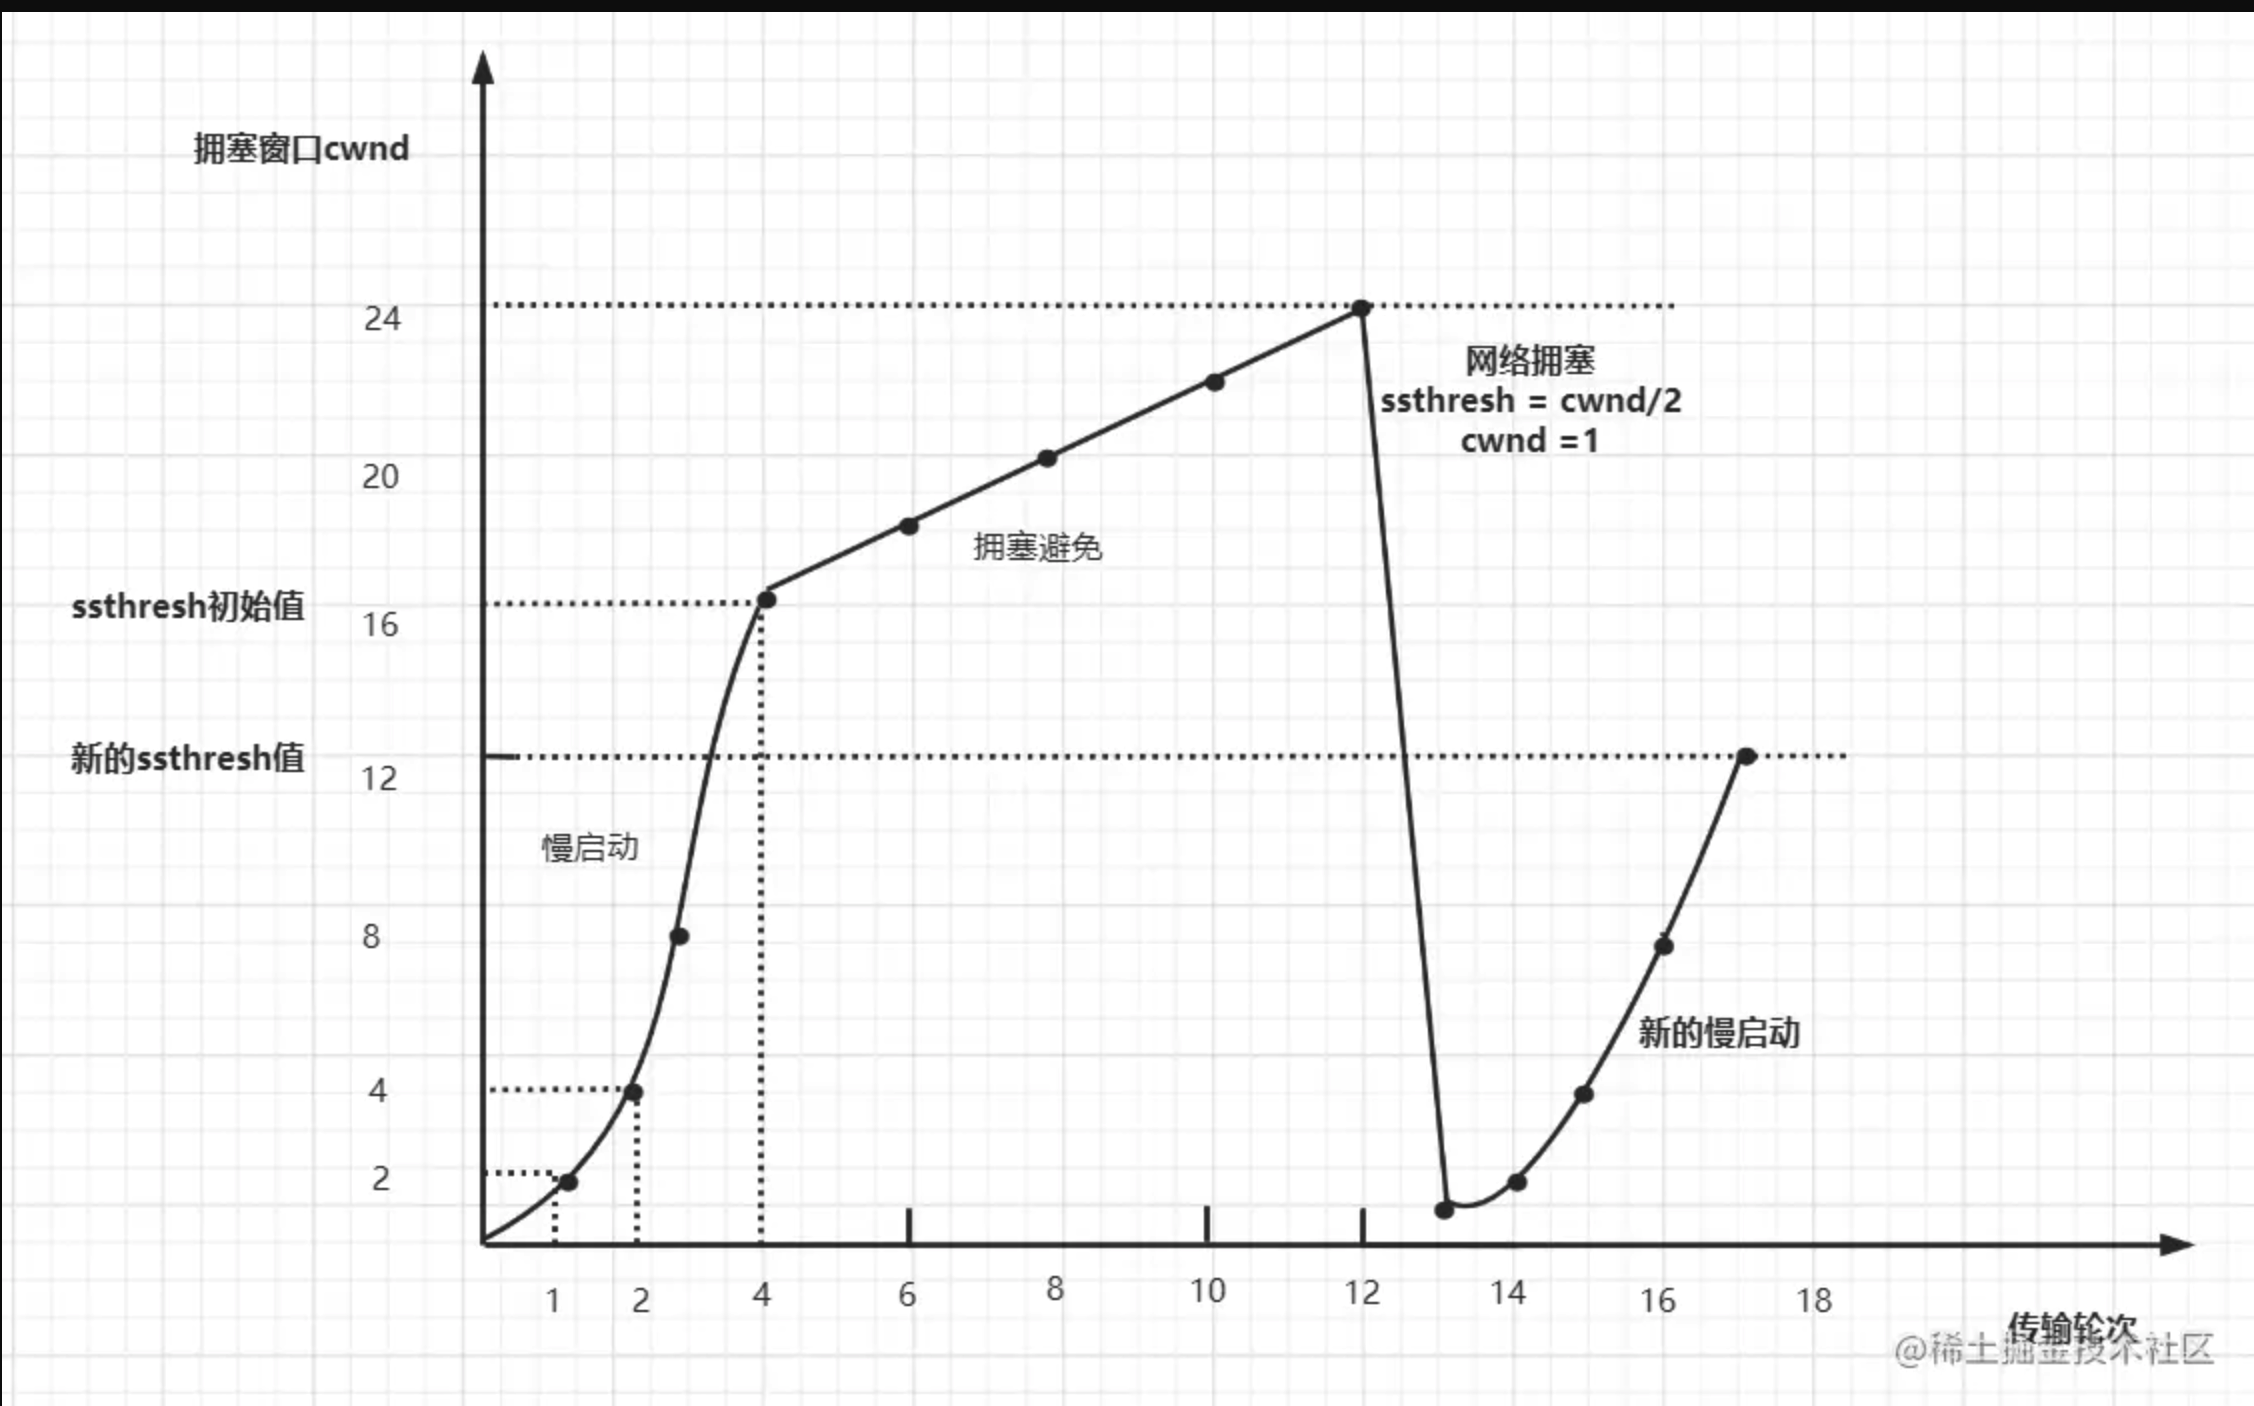 拥塞窗口cwnd
24
网络拥塞
ssthresh = cwnd/2
cwnd =1
20
拥塞避免
ssthresh初始值
16
新的ssthresh值
12
慢启动
8
新的慢启动
4
2
1 2 4 6 8 10 12 14 16 18
传输轮次
@稀土掘金技术社区